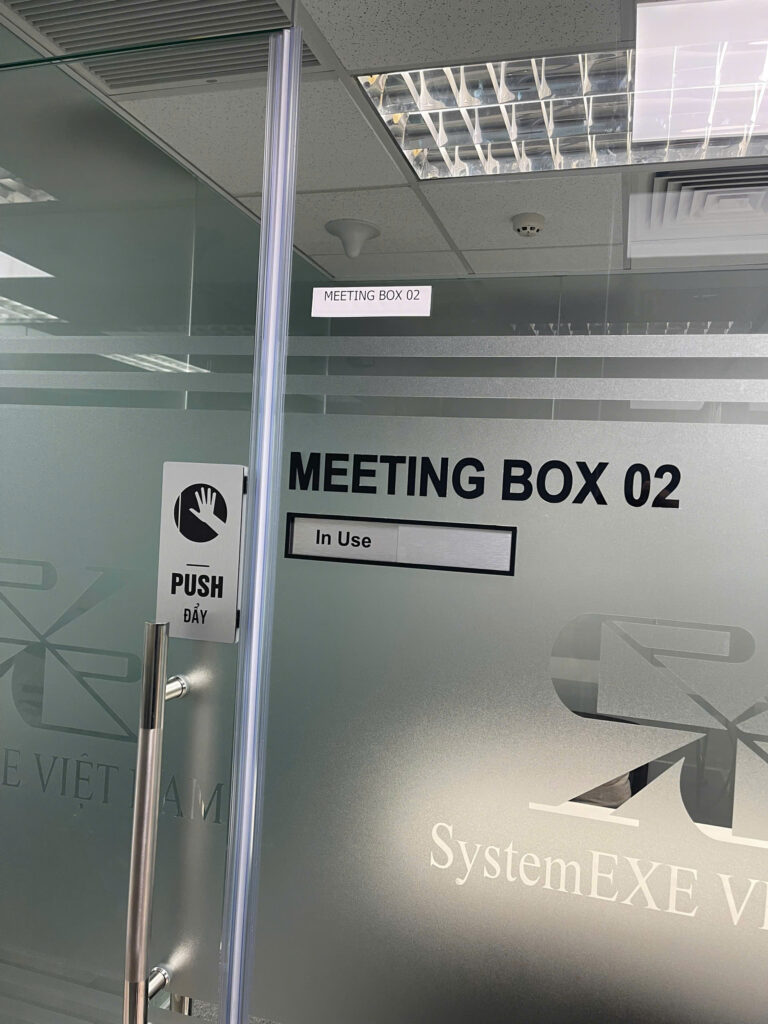 MEETING BOX 02
MEETING BOX 02
In Use
PUSH
ĐẨY
E VIỆT NAM
SystemEXE VI